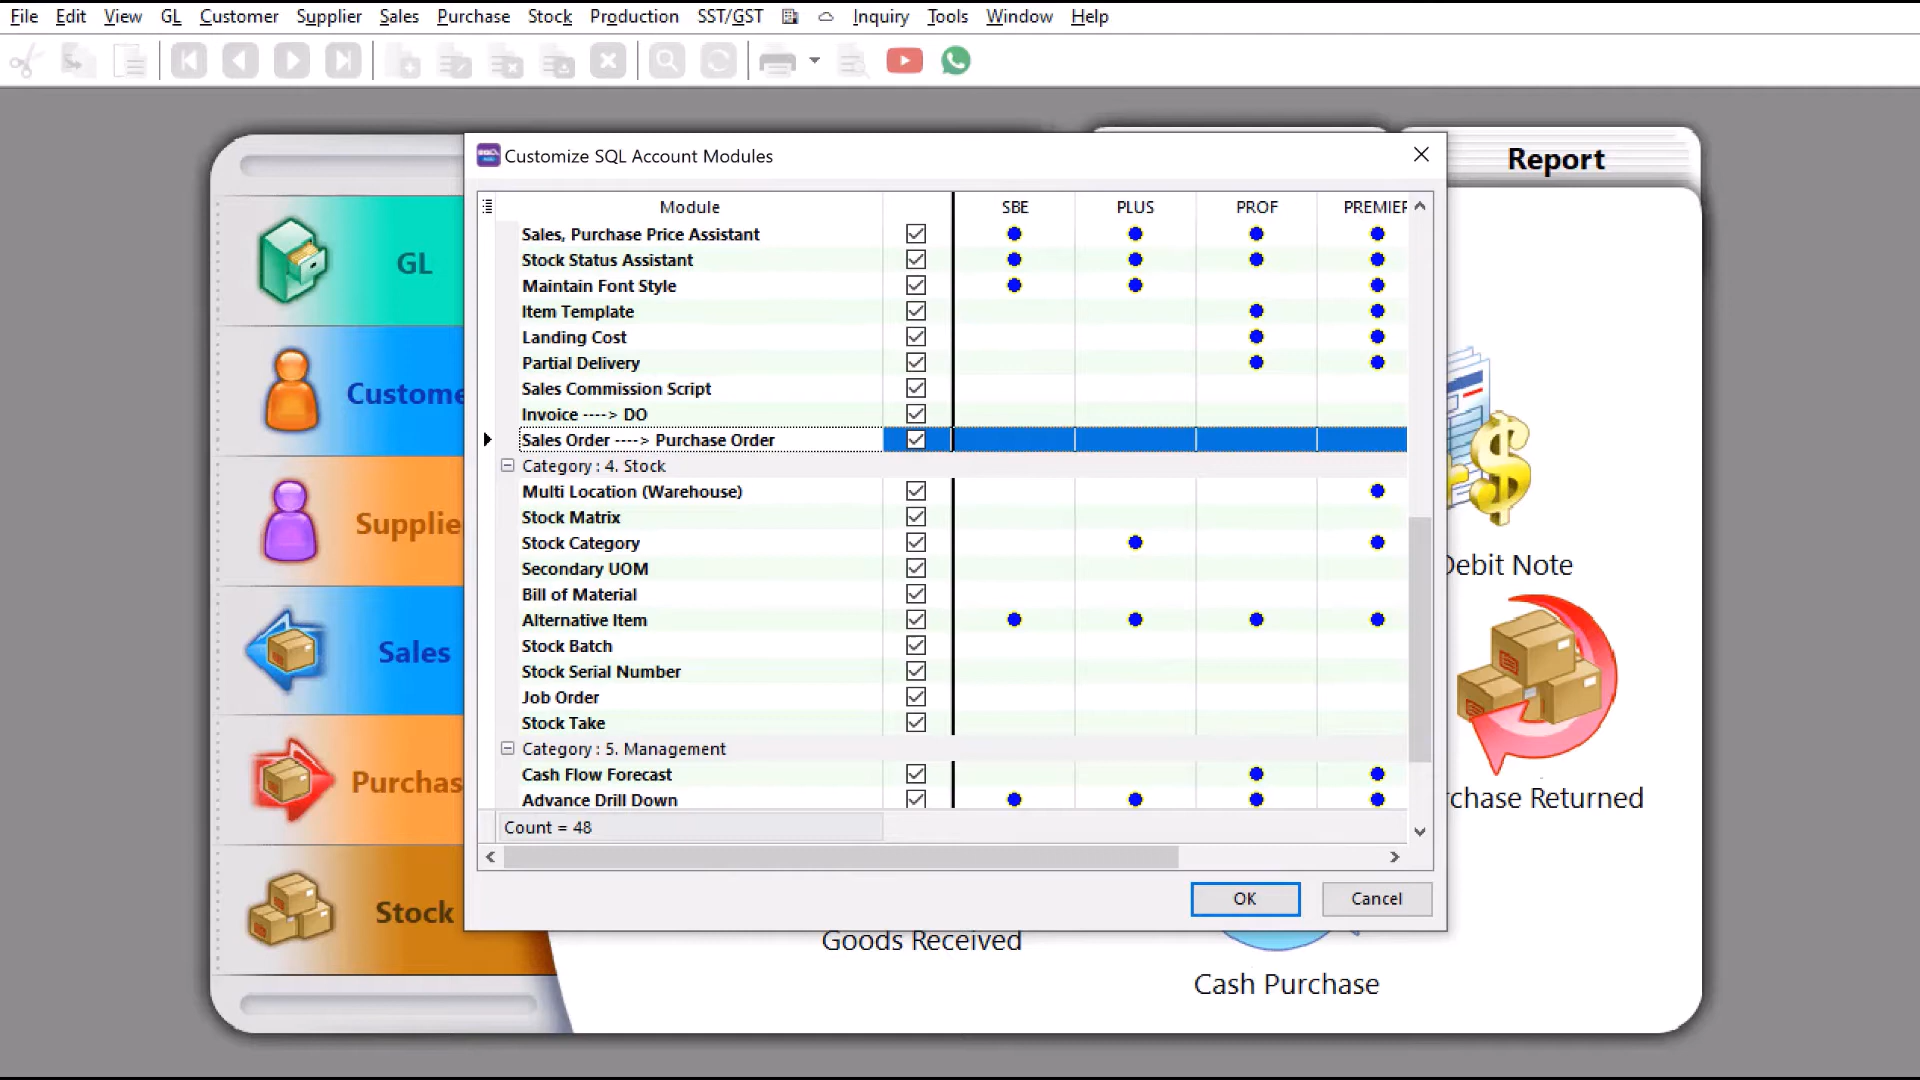 File Edit View GL Customer Supplier Sales Purchase Stock Production SST/GST Inquiry Tools Window Help
Customize SQL Account Modules
Report
Module SBE PLUS PROF PREMIER
Sales, Purchase Price Assistant
Stock Status Assistant
Maintain Font Style
Item Template
Landing Cost
Partial Delivery
Sales Commission Script
Invoice ----> DO
Sales Order ----> Purchase Order
Category : 4. Stock
Multi Location (Warehouse)
Stock Matrix
Stock Category
Secondary UOM
Bill of Material
Alternative Item
Stock Batch
Stock Serial Number
Job Order
Stock Take
Category : 5. Management
Cash Flow Forecast
Advance Drill Down
Count = 48
OK Cancel
GL
Custome
Supplie
Sales
Purchas
Stock
Debit Note
rchase Returned
Goods Received
Cash Purchase